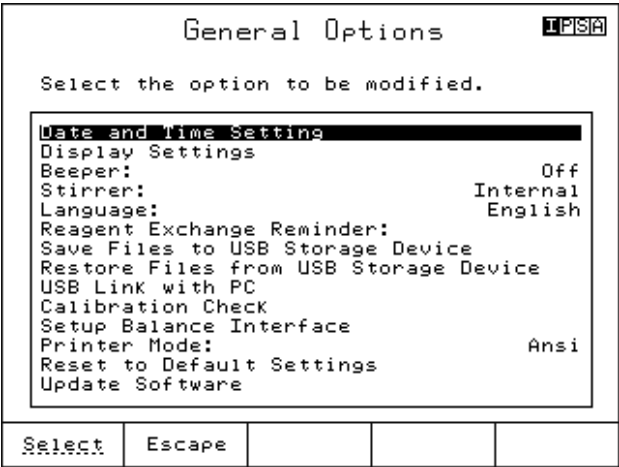 General Options IPSA
Select the option to be modified.
Date and Time Setting
Display Settings
Beeper: Off
Stirrer: Internal
Language: English
Reagent Exchange Reminder:
Save Files to USB Storage Device
Restore Files from USB Storage Device
USB Link with PC
Calibration Check
Setup Balance Interface
Printer Mode: Ansi
Reset to Default Settings
Update Software
Select Escape